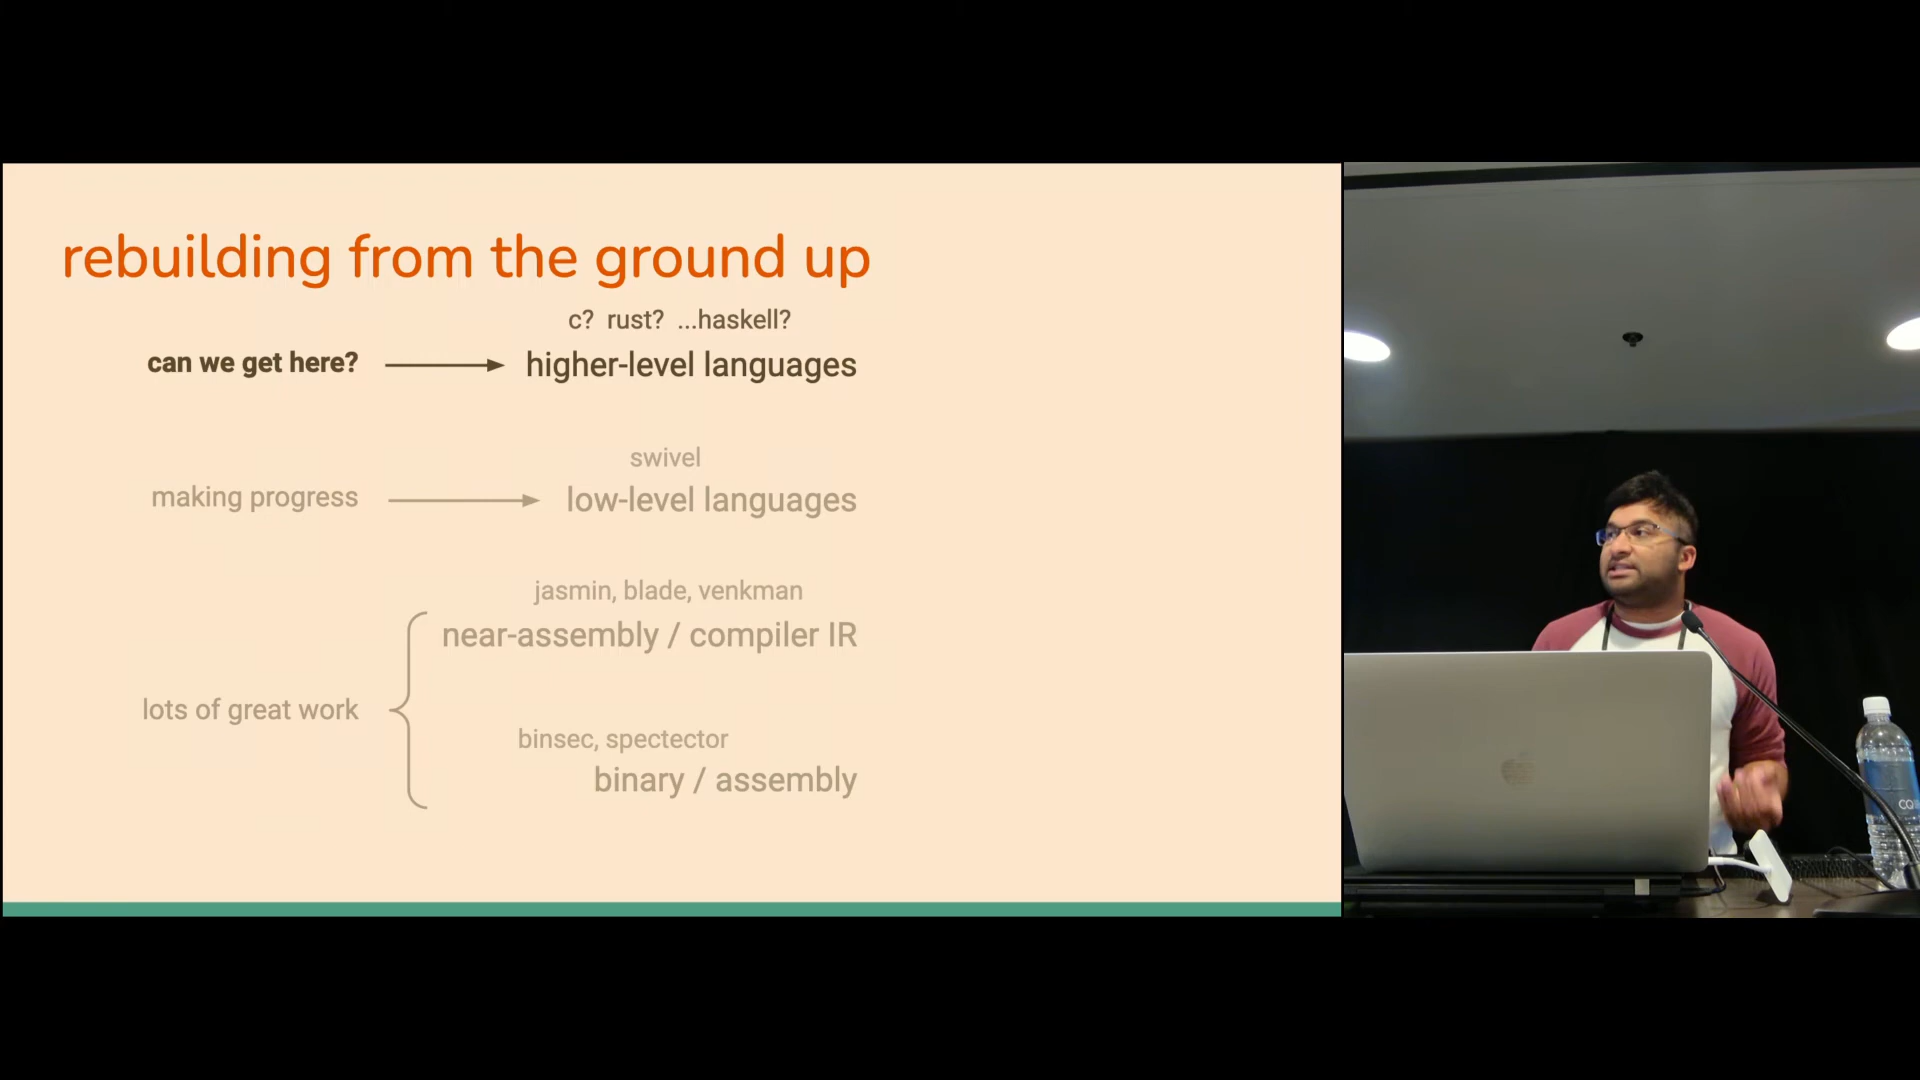 rebuilding from the ground up
c? rust? ...haskell?
can we get here?
higher-level languages
swivel
making progress
low-level languages
jasmin, blade, venkman
near-assembly / compiler IR
lots of great work
binsec, spectector
binary / assembly
CQ